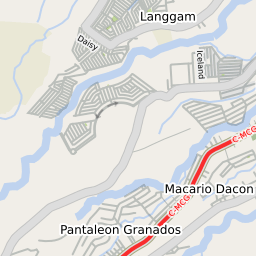 Langgam
Daisy
Iceland
C-MCG
Macario Dacon
C-MCG
Pantaleon Granados